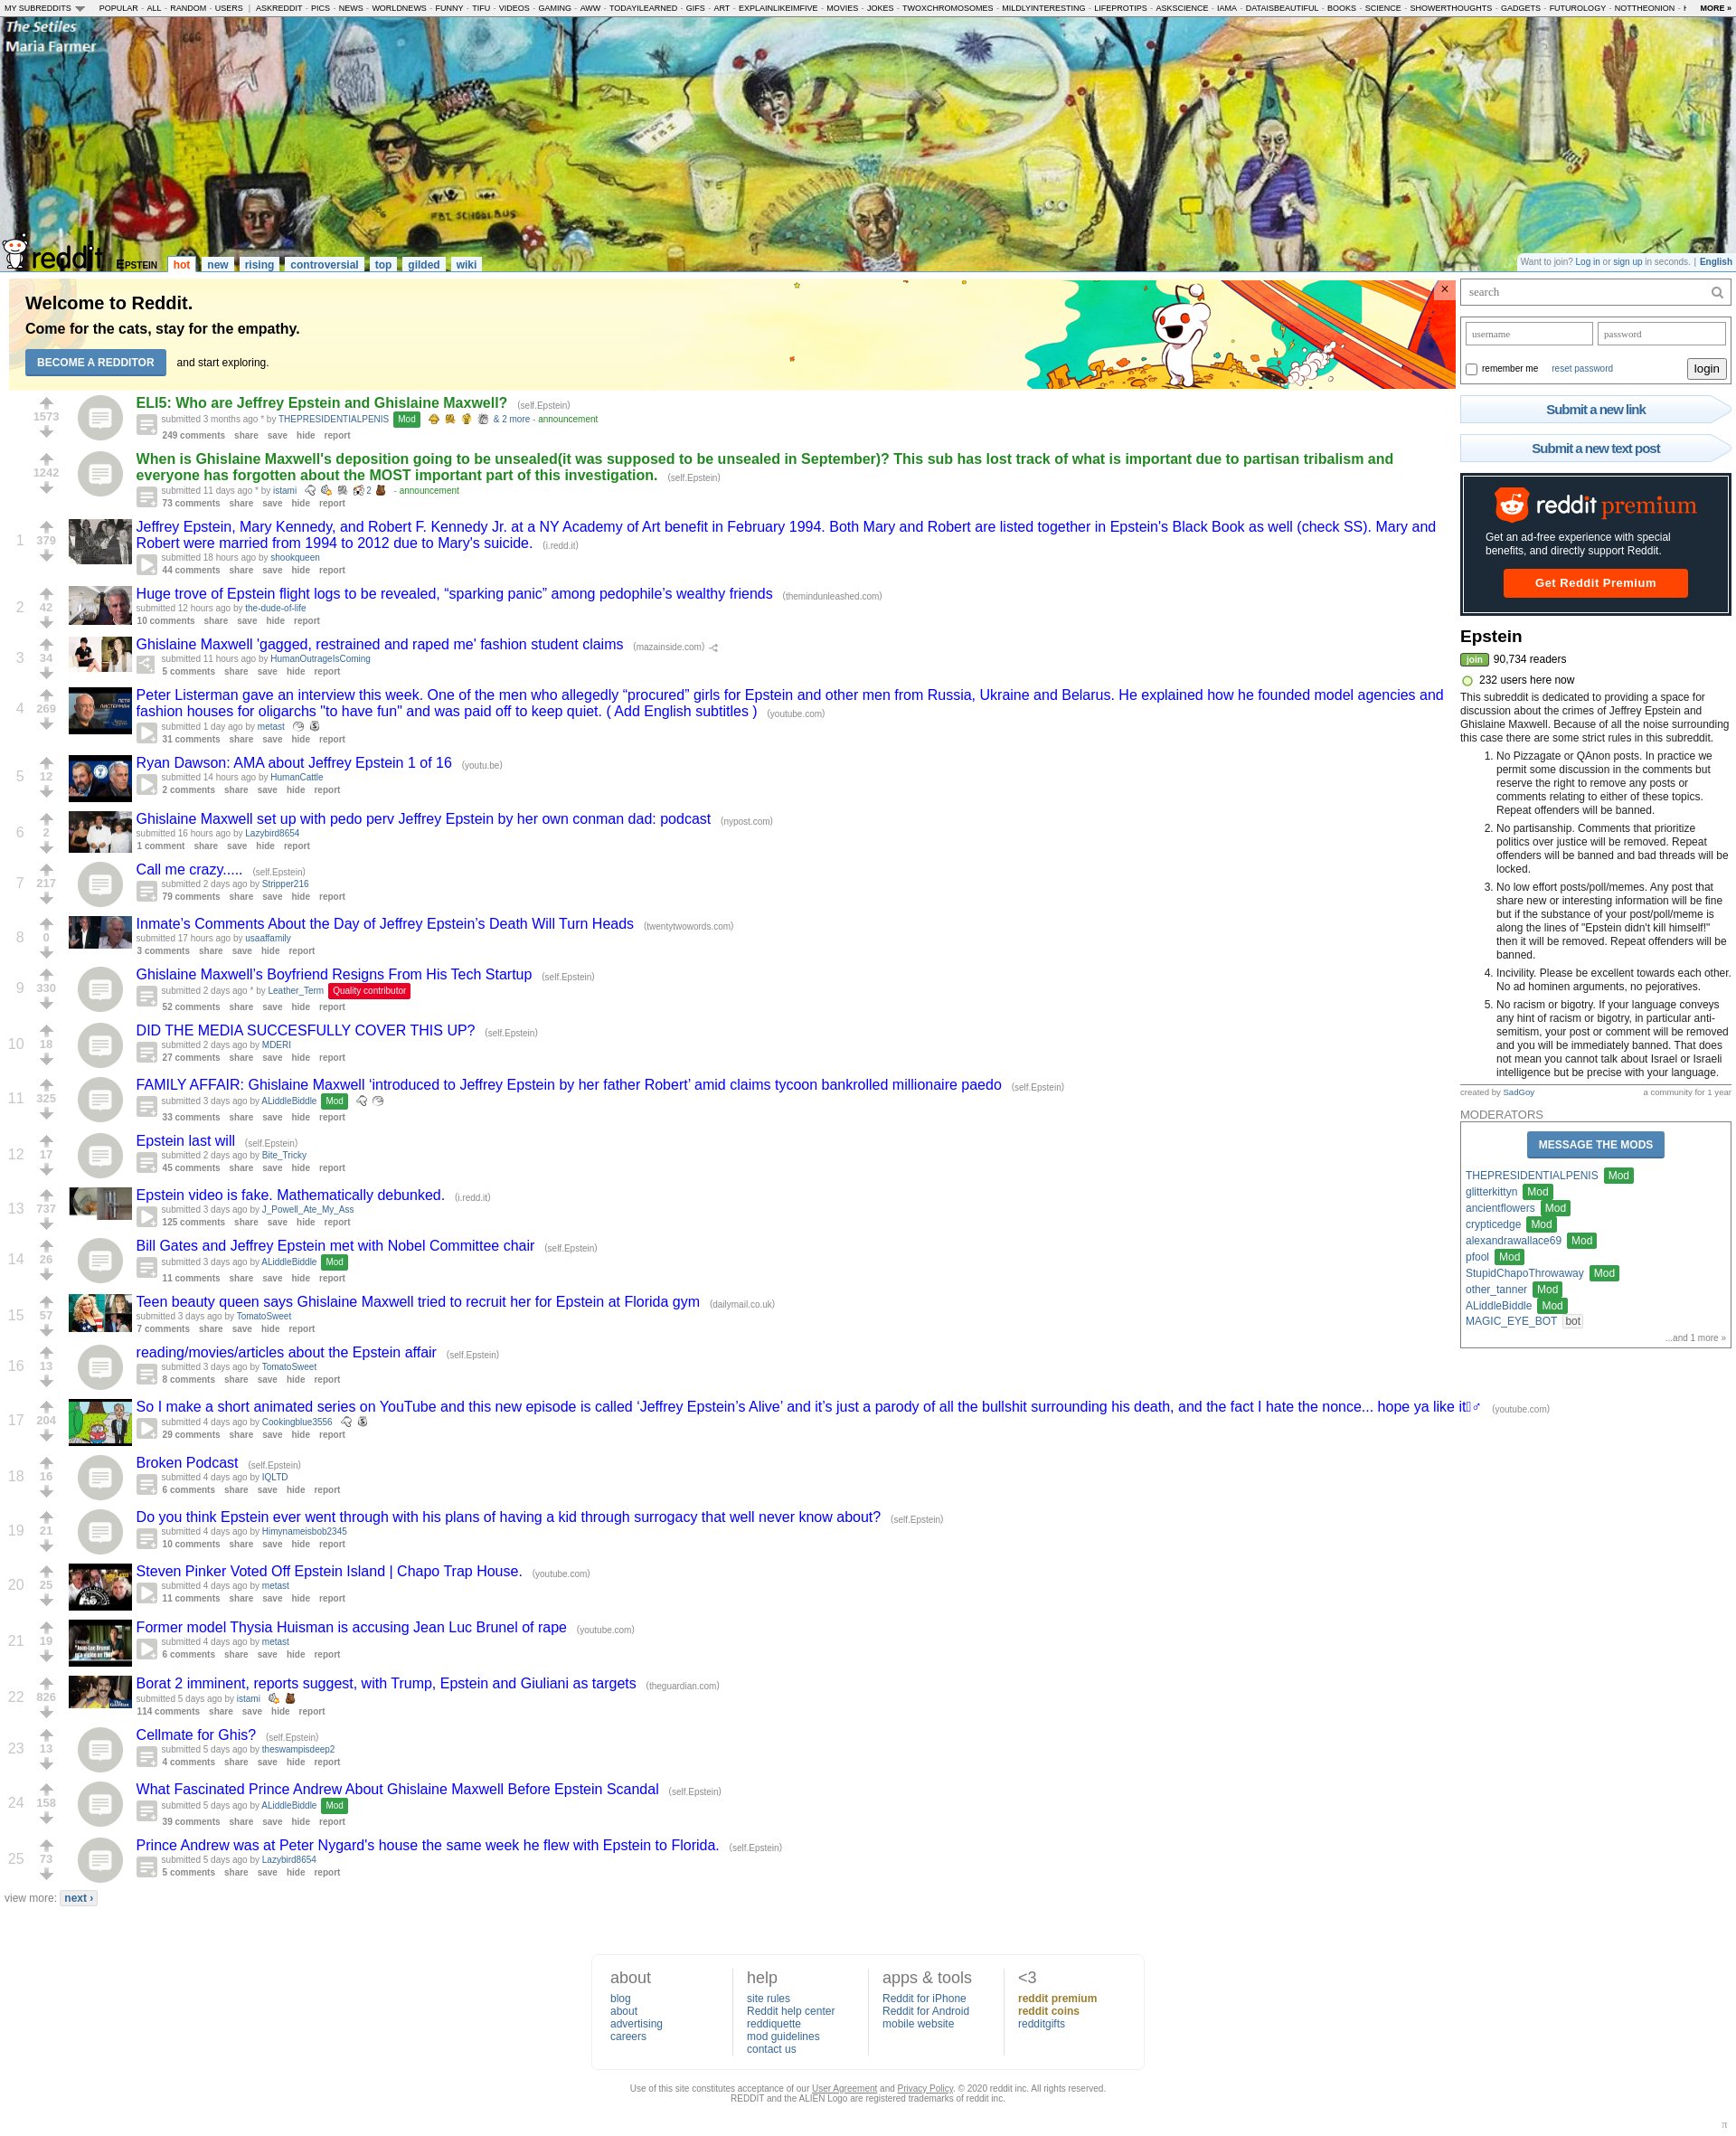 MY SUBREDDITS POPULAR - ALL - RANDOM - USERS | ASKREDDIT - PICS - NEWS - WORLDNEWS - FUNNY - TIFU - VIDEOS - GAMING - AWW - TODAYILEARNED - GIFS - ART - EXPLAINLIKEIMFIVE - MOVIES - JOKES - TWOXCHROMOSOMES - MILDLYINTERESTING - LIFEPROTIPS - ASKSCIENCE - IAMA - DATAISBEAUTIFUL - BOOKS - SCIENCE - SHOWERTHOUGHTS - GADGETS - FUTUROLOGY - NOTTHEONION - MORE »
The Setiles
Maria Farmer
666
FBI SCHOOL BUS
reddit EPSTEIN hot new rising controversial top gilded wiki
Want to join? Log in or sign up in seconds. | English
Welcome to Reddit.
Come for the cats, stay for the empathy.
BECOME A REDDITOR and start exploring.
×
1573
ELI5: Who are Jeffrey Epstein and Ghislaine Maxwell? (self.Epstein)
submitted 3 months ago * by THEPRESIDENTIALPENIS Mod & 2 more - announcement
249 comments share save hide report
1242
When is Ghislaine Maxwell's deposition going to be unsealed(it was supposed to be unsealed in September)? This sub has lost track of what is important due to partisan tribalism and
everyone has forgotten about the MOST important part of this investigation. (self.Epstein)
submitted 11 days ago * by istami 2 - announcement
73 comments share save hide report
1 379
Jeffrey Epstein, Mary Kennedy, and Robert F. Kennedy Jr. at a NY Academy of Art benefit in February 1994. Both Mary and Robert are listed together in Epstein's Black Book as well (check SS). Mary and
Robert were married from 1994 to 2012 due to Mary's suicide. (i.redd.it)
submitted 18 hours ago by shookqueen
44 comments share save hide report
2 42
Huge trove of Epstein flight logs to be revealed, “sparking panic” among pedophile’s wealthy friends (themindunleashed.com)
submitted 12 hours ago by the-dude-of-life
10 comments share save hide report
3 34
Ghislaine Maxwell 'gagged, restrained and raped me' fashion student claims (mazainside.com)
submitted 11 hours ago by HumanOutrageIsComing
5 comments share save hide report
4 269
Peter Listerman gave an interview this week. One of the men who allegedly “procured” girls for Epstein and other men from Russia, Ukraine and Belarus. He explained how he founded model agencies and
fashion houses for oligarchs "to have fun" and was paid off to keep quiet. ( Add English subtitles ) (youtube.com)
submitted 1 day ago by metast
31 comments share save hide report
5 12
Ryan Dawson: AMA about Jeffrey Epstein 1 of 16 (youtu.be)
submitted 14 hours ago by HumanCattle
2 comments share save hide report
6 2
Ghislaine Maxwell set up with pedo perv Jeffrey Epstein by her own conman dad: podcast (nypost.com)
submitted 16 hours ago by Lazybird8654
1 comment share save hide report
7 217
Call me crazy..... (self.Epstein)
submitted 2 days ago by Stripper216
79 comments share save hide report
8 0
Inmate’s Comments About the Day of Jeffrey Epstein’s Death Will Turn Heads (twentytwowords.com)
submitted 17 hours ago by usaaffamily
3 comments share save hide report
9 330
Ghislaine Maxwell’s Boyfriend Resigns From His Tech Startup (self.Epstein)
submitted 2 days ago * by Leather_Term Quality contributor
52 comments share save hide report
10 18
DID THE MEDIA SUCCESFULLY COVER THIS UP? (self.Epstein)
submitted 2 days ago by MDERI
27 comments share save hide report
11 325
FAMILY AFFAIR: Ghislaine Maxwell ‘introduced to Jeffrey Epstein by her father Robert’ amid claims tycoon bankrolled millionaire paedo (self.Epstein)
submitted 3 days ago by ALiddleBiddle Mod
33 comments share save hide report
12 17
Epstein last will (self.Epstein)
submitted 2 days ago by Bite_Tricky
45 comments share save hide report
13 737
Epstein video is fake. Mathematically debunked. (i.redd.it)
submitted 3 days ago by J_Powell_Ate_My_Ass
125 comments share save hide report
14 26
Bill Gates and Jeffrey Epstein met with Nobel Committee chair (self.Epstein)
submitted 3 days ago by ALiddleBiddle Mod
11 comments share save hide report
15 57
Teen beauty queen says Ghislaine Maxwell tried to recruit her for Epstein at Florida gym (dailymail.co.uk)
submitted 3 days ago by TomatoSweet
7 comments share save hide report
16 13
reading/movies/articles about the Epstein affair (self.Epstein)
submitted 3 days ago by TomatoSweet
8 comments share save hide report
17 204
So I make a short animated series on YouTube and this new episode is called ‘Jeffrey Epstein’s Alive’ and it’s just a parody of all the bullshit surrounding his death, and the fact I hate the nonce... hope ya like it♂ (youtube.com)
submitted 4 days ago by Cookingblue3556
29 comments share save hide report
18 16
Broken Podcast (self.Epstein)
submitted 4 days ago by IQLTD
6 comments share save hide report
19 21
Do you think Epstein ever went through with his plans of having a kid through surrogacy that well never know about? (self.Epstein)
submitted 4 days ago by Himynameisbob2345
10 comments share save hide report
20 25
Steven Pinker Voted Off Epstein Island | Chapo Trap House. (youtube.com)
submitted 4 days ago by metast
11 comments share save hide report
21 19
Former model Thysia Huisman is accusing Jean Luc Brunel of rape (youtube.com)
submitted 4 days ago by metast
6 comments share save hide report
22 826
Borat 2 imminent, reports suggest, with Trump, Epstein and Giuliani as targets (theguardian.com)
submitted 5 days ago by istami
114 comments share save hide report
23 13
Cellmate for Ghis? (self.Epstein)
submitted 5 days ago by theswampisdeep2
4 comments share save hide report
24 158
What Fascinated Prince Andrew About Ghislaine Maxwell Before Epstein Scandal (self.Epstein)
submitted 5 days ago by ALiddleBiddle Mod
39 comments share save hide report
25 73
Prince Andrew was at Peter Nygard's house the same week he flew with Epstein to Florida. (self.Epstein)
submitted 5 days ago by Lazybird8654
5 comments share save hide report
view more: next ›
search
username password
remember me reset password login
Submit a new link
Submit a new text post
reddit premium
Get an ad-free experience with special
benefits, and directly support Reddit.
Get Reddit Premium
Epstein
join 90,734 readers
232 users here now
This subreddit is dedicated to providing a space for
discussion about the crimes of Jeffrey Epstein and
Ghislaine Maxwell. Because of all the noise surrounding
this case there are some strict rules in this subreddit.
1. No Pizzagate or QAnon posts. In practice we
permit some discussion in the comments but
reserve the right to remove any posts or
comments relating to either of these topics.
Repeat offenders will be banned.
2. No partisanship. Comments that prioritize
politics over justice will be removed. Repeat
offenders will be banned and bad threads will be
locked.
3. No low effort posts/poll/memes. Any post that
share new or interesting information will be fine
but if the substance of your post/poll/meme is
along the lines of "Epstein didn't kill himself!"
then it will be removed. Repeat offenders will be
banned.
4. Incivility. Please be excellent towards each other.
No ad hominen arguments, no pejoratives.
5. No racism or bigotry. If your language conveys
any hint of racism or bigotry, in particular anti-
semitism, your post or comment will be removed
and you will be immediately banned. That does
not mean you cannot talk about Israel or Israeli
intelligence but be precise with your language.
created by SadGoy a community for 1 year
MODERATORS
MESSAGE THE MODS
THEPRESIDENTIALPENIS Mod
glitterkittyn Mod
ancientflowers Mod
crypticedge Mod
alexandrawallace69 Mod
pfool Mod
StupidChapoThrowaway Mod
other_tanner Mod
ALiddleBiddle Mod
MAGIC_EYE_BOT bot
...and 1 more »
about
blog
about
advertising
careers
help
site rules
Reddit help center
reddiquette
mod guidelines
contact us
apps & tools
Reddit for iPhone
Reddit for Android
mobile website
<3
reddit premium
reddit coins
redditgifts
Use of this site constitutes acceptance of our User Agreement and Privacy Policy. © 2020 reddit inc. All rights reserved.
REDDIT and the ALIEN Logo are registered trademarks of reddit inc.
π